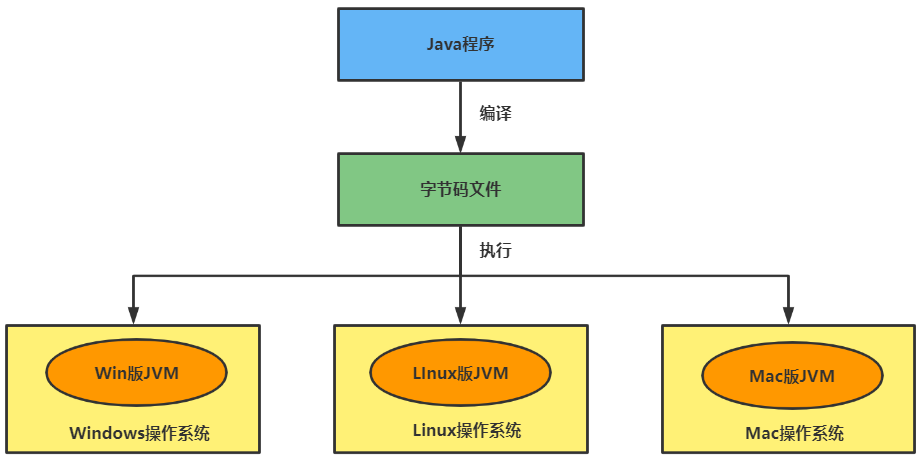 Java程序
编译
字节码文件
执行
Win版JVM
LInux版JVM
Mac版JVM
Windows操作系统
Linux操作系统
Mac操作系统